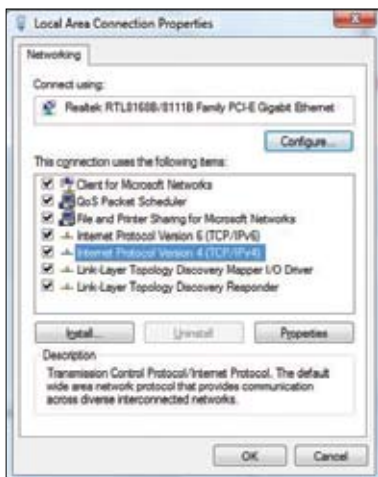 Local Area Connection Properties
Networking
Connect using:
Realtek RTL8168B/8111B Family PCI-E Gigabit Ethernet
Configure...
This connection uses the following items:
Client for Microsoft Networks
QoS Packet Scheduler
File and Printer Sharing for Microsoft Networks
Internet Protocol Version 6 (TCP/IPv6)
Internet Protocol Version 4 (TCP/IPv4)
Link-Layer Topology Discovery Mapper I/O Driver
Link-Layer Topology Discovery Responder
Install...
Uninstall
Properties
Description
Transmission Control Protocol/Internet Protocol. The default
wide area network protocol that provides communication
across diverse interconnected networks.
OK
Cancel